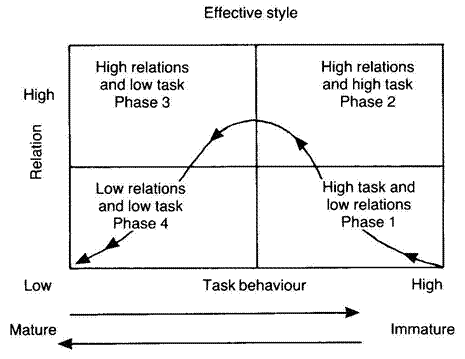 Effective style
High relations
and low task
Phase 3
High relations
and high task
Phase 2
High
Relation
Low relations
and low task
Phase 4
High task and
low relations
Phase 1
Low
Task behaviour
High
Mature
Immature